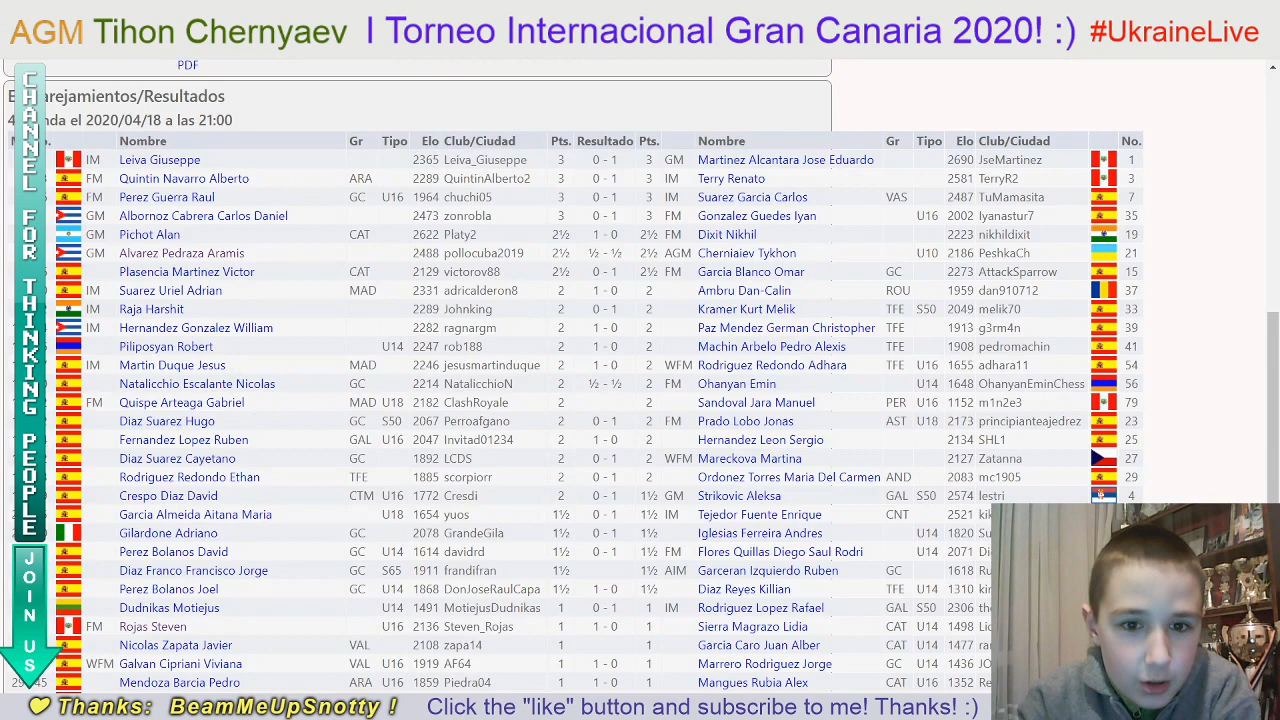 AGM Tihon Chernyaev I Torneo Internacional Gran Canaria 2020! :) #UkraineLive
PDF
arejamientos/Resultados
nda el 2020/04/18 a las 21:00
Nombre Gr Tipo Elo Club/Ciudad Pts. Resultado Pts. Nombre Gr Tipo Elo Club/Ciudad No.
IM Leiva Giuseppe 2365 Leiva_Giuseppe 3 0 - 1 3 GM Martinez Alcantara Jose Eduardo 2690 JseMartinez 1
FM Quintin Navarro Alberto ARA 2289 QuintinAlberto2 3 0 - 1 3 IM Terry Renato 2581 TerryR2 3
FM Perez Guerra Raul GC U16 1964 chuchi05 3 0 - 1 3 IM Suarez Garcia Carlos VAS 2487 TuMamasita 7
GM Albornoz Cabrera Carlos Daniel 2473 zonrobla 3 0 - 1 3 FM Gonzalez Guedes Iyan U16 2002 Iyanastur7 35
GM Pichot Alan CAT 2622 Platy2 2½ 1 - 0 2½ FM Dixit Nikhil 2223 nikhildixit 19
GM Alvarez Pedraza Aramis 2488 pollocuba2019 2½ ½ - ½ 2½ AGM Cherniaiev Tykhon U10 2186 PeshkaCh 21
Plasencia Martinez Victor CAT 2129 victorov88 2½ 0 - 1 2½ FM Garcia Blanco Omar GC 2273 AttackSparrow 15
IM Suarez Uriel Adrian MAD 2331 adricalderero 2 1 - 0 2 Ambru Dan-Calin ROU 1959 dan910712 37
IM Raja Harshit 2289 Johnking 2 1 - 0 2 Kramer Kurt Melik TFE S50 2049 melik70 33
IM Hernandez Gonzalez William 2282 ragnargm 2 1 - 0 2 Paz Mendez German Christopher TFE 1913 g3rm4n 39
Piliposyan Robert U14 2247 rob188 2 1 - 0 2 Machin Arbelo Pedro Alexis TFE 1908 pedromachin 41
IM Martin Duque Jesus MAD 2246 jesusmartinduque 2 1 - 0 2 WFM Rodriguez Redondo Adhara TFE U16 1655 adhara11 54
Natalicchio Escalante Nicolas GC 2214 NatalicchioN 2 ½ - ½ 2 FM Ohanyan Emin U14 1648 OhanyanEminChess 56
FM Quispe Arteaga Gabriel MAD U18 2182 ClashRoyale 2 2 Sandoval Jara Manuel PER U16 1152 m1n2e3 79
Diaz Suarez Hugo GC S50 2067 Perroafgano 2 0 - 1 2 FM Prado Lobo Jonas AST U18 2173 principianteajedrez 23
Fernandez Lopez Ruben GAL U16 2047 Invitad01234 2 1 - 0 2 Hernandez Leon Sergio 2134 SHL1 25
Diaz Suarez Cayetano GC 1892 LCDS 2 0 - 1 2 WFM Mareckova Martina 2127 Zatanna 27
Rodriguez Redondo Ethan TFE 1885 scorpiorr 2 0 - 1 2 Ordonez Torres Maria Del Carmen AND 2083 mc1905 29
Crespo Diaz David CTM U16 1772 Cresdi 2 0 - 1 1½ GM Strikovic Aleksa GAL S50 2574 lestri 4
Garcia Almeida Aitana Maria U18 1654 yuos 1½ 0 - 1 1½ IM Tejedor Fuente Enrique CNT 2521
Gilardone Adriano GC 2078 GrandeGila 1½ 0 - 1 1½ Iglesias Ferreira Andres U14 1820
Perez Bolanos David GC U14 1614 davidrd 1½ 0 - 1 1½ FM Flores Quillas Diego Saul Rodri U14 2071
Diaz Franco Francisco Jorge GC S65 1911 frandifran 1½ 1½ AIM Garceran Izquierdo Ruben GC 1618
Perez Bolanos Joel GC U14 1868 DonJoseRaulCapa 1½ 1 - 0 1½ Diaz Reyes Killian TFE U14 1310
Dudnikas Motiejus U14 1491 MotiejusDudnikas 1 0 - 1 1 IM Rodriguez Lopez Rafael GAL S50 2306
FM Rojas Steven U16 2136 Steven_Rojas 1 1 - 0 1 Sierra Magrazo Lidia CAT U14 1498
Nicolas Zapata Javier VAL 2108 zapa14 1 1 Garcia Caro Juan Alber CAT U14 1477
WFM Galvan Cipriani Viviana VAL U16 1919 AF64 1 1 - 0 1 Marrero Rodriguez Jorge GC U14 1436
Mendoza Barcia Pedro ARA U16 1859 Piedra04 1 1 - 0 1 Mangues Rubia Alex CAT U16 1352
CHANNEL FOR THINKING PEOPLE
JOIN US
Thanks: BeamMeUpSnotty ! Click the "like" button and subscribe to me! Thanks! :)